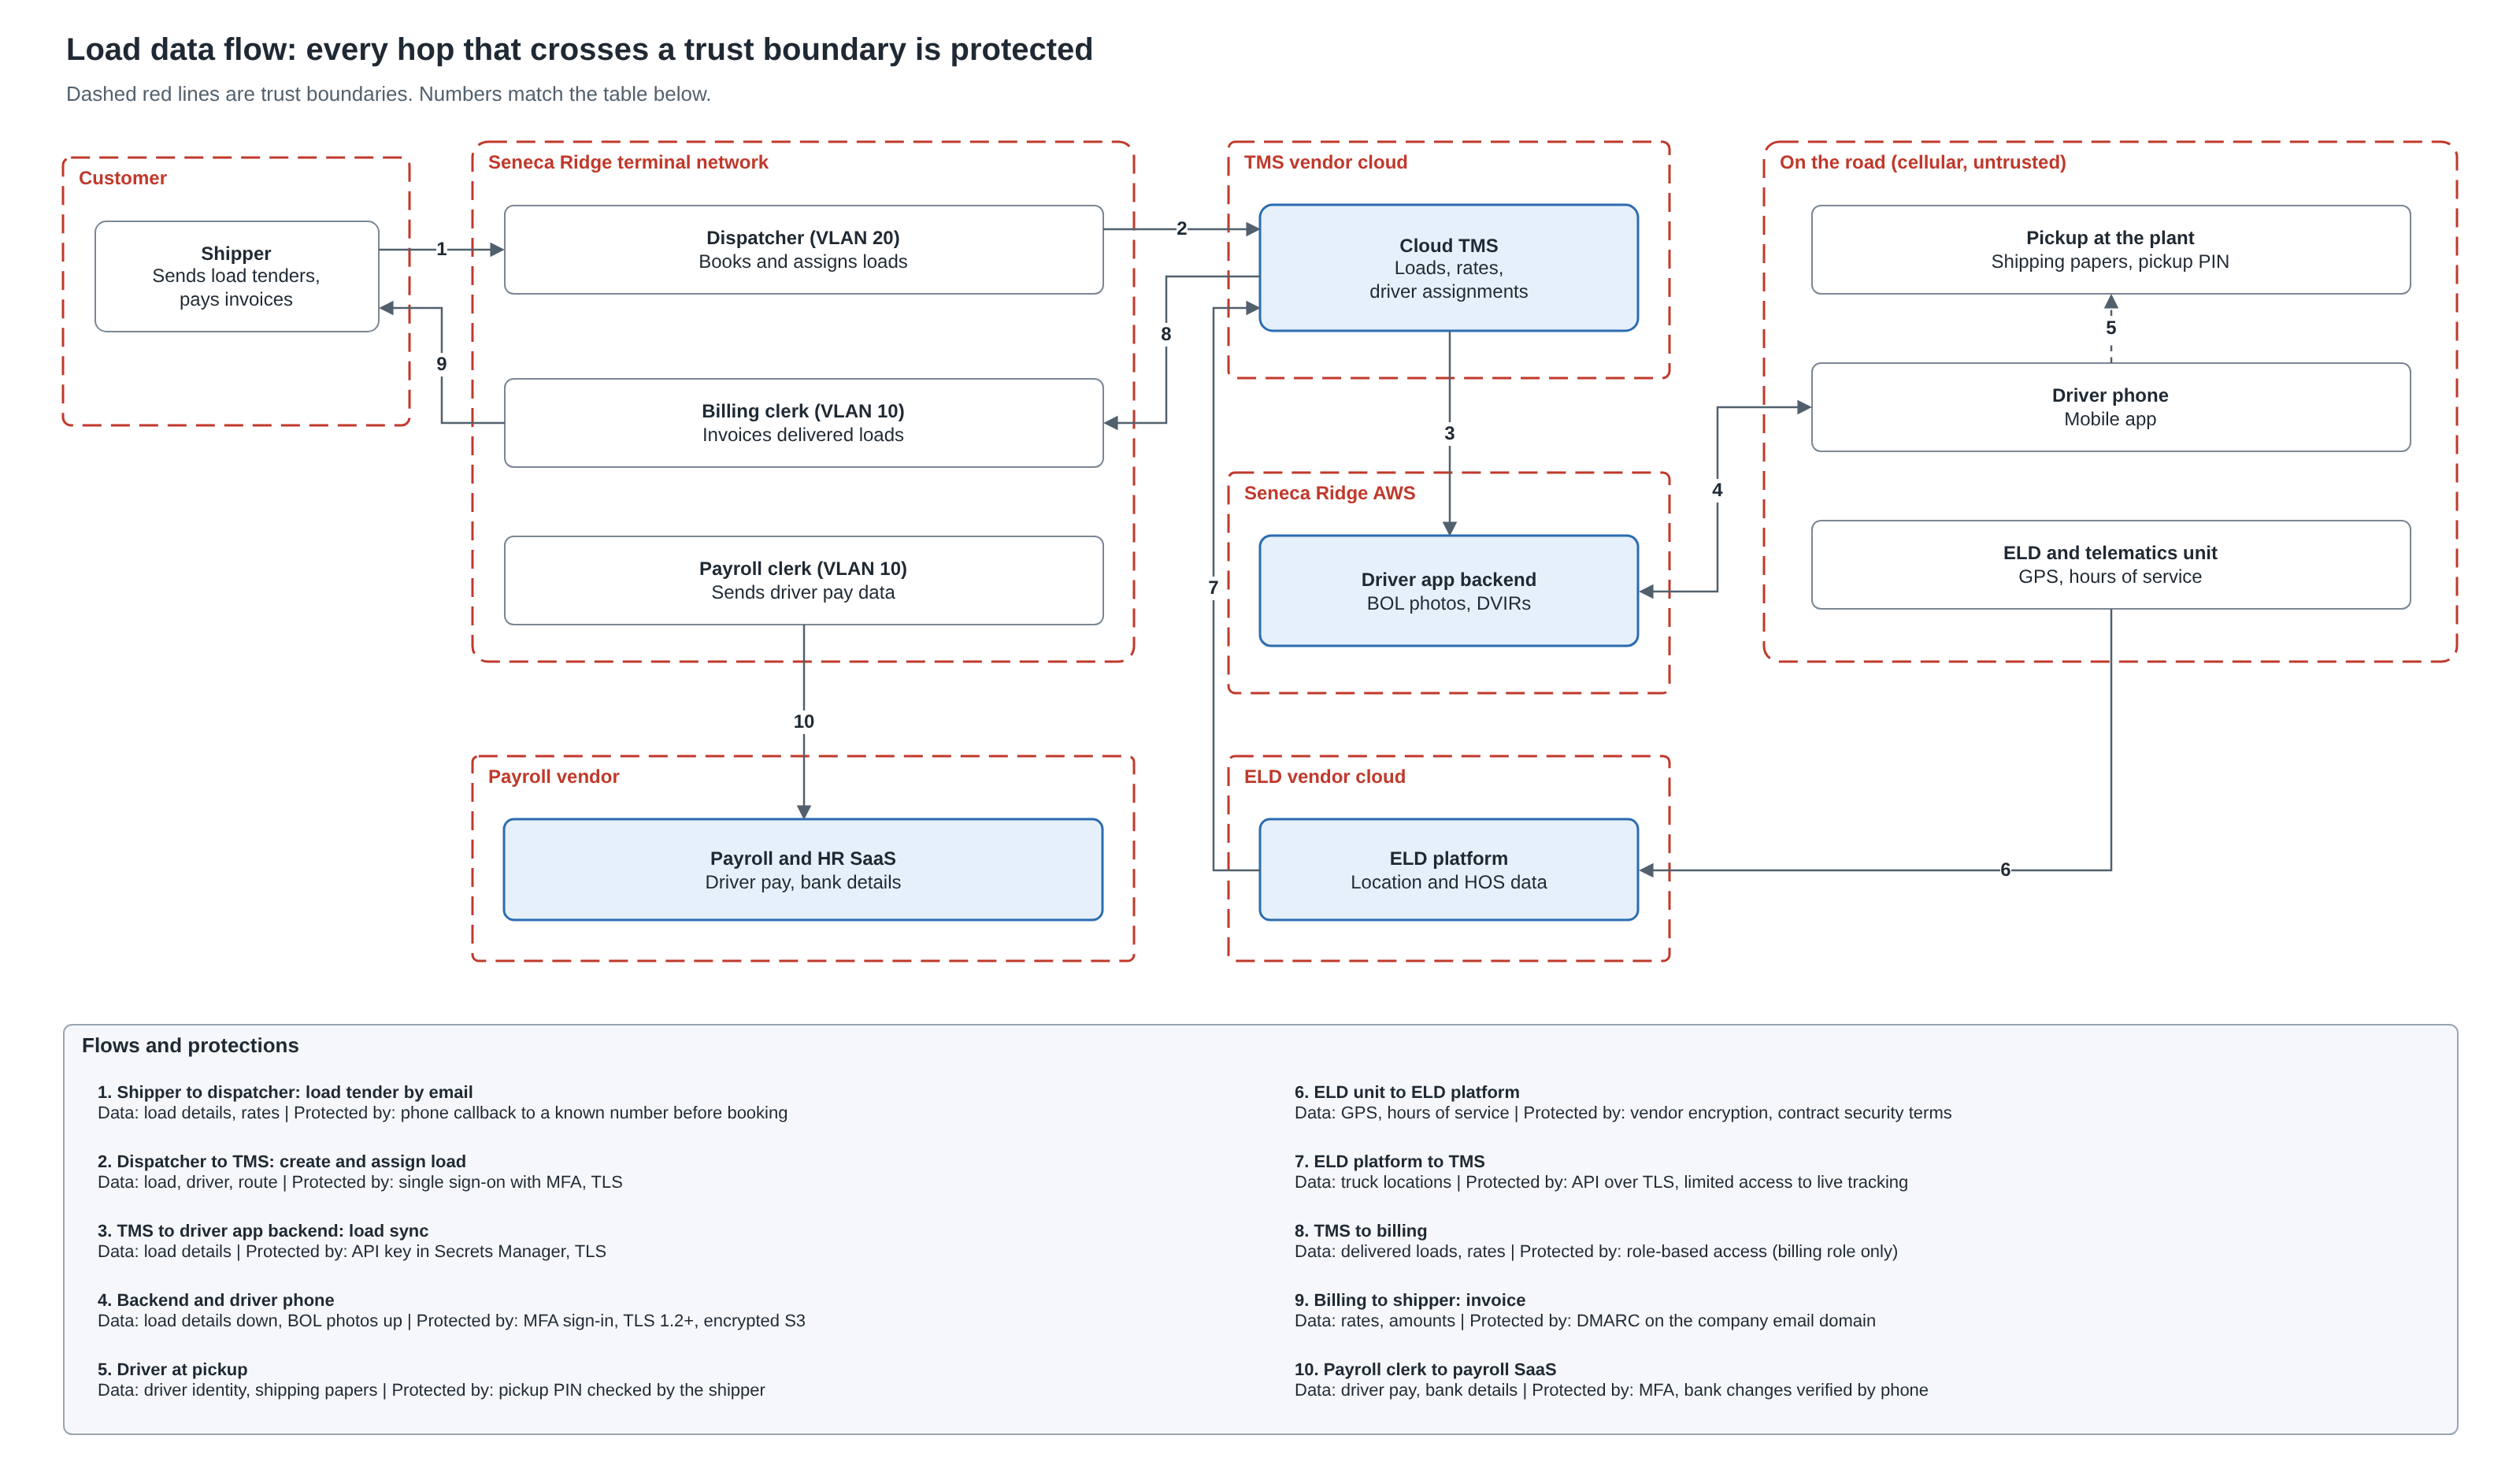 Load data flow: every hop that crosses a trust boundary is protected
Dashed red lines are trust boundaries. Numbers match the table below.
Customer
Shipper
Sends load tenders,
pays invoices
1
9
Seneca Ridge terminal network
Dispatcher (VLAN 20)
Books and assigns loads
Billing clerk (VLAN 10)
Invoices delivered loads
Payroll clerk (VLAN 10)
Sends driver pay data
2
8
7
10
TMS vendor cloud
Cloud TMS
Loads, rates,
driver assignments
3
Seneca Ridge AWS
Driver app backend
BOL photos, DVIRs
4
On the road (cellular, untrusted)
Pickup at the plant
Shipping papers, pickup PIN
5
Driver phone
Mobile app
ELD and telematics unit
GPS, hours of service
Payroll vendor
Payroll and HR SaaS
Driver pay, bank details
ELD vendor cloud
ELD platform
Location and HOS data
6
Flows and protections
1. Shipper to dispatcher: load tender by email
Data: load details, rates | Protected by: phone callback to a known number before booking
2. Dispatcher to TMS: create and assign load
Data: load, driver, route | Protected by: single sign-on with MFA, TLS
3. TMS to driver app backend: load sync
Data: load details | Protected by: API key in Secrets Manager, TLS
4. Backend and driver phone
Data: load details down, BOL photos up | Protected by: MFA sign-in, TLS 1.2+, encrypted S3
5. Driver at pickup
Data: driver identity, shipping papers | Protected by: pickup PIN checked by the shipper
6. ELD unit to ELD platform
Data: GPS, hours of service | Protected by: vendor encryption, contract security terms
7. ELD platform to TMS
Data: truck locations | Protected by: API over TLS, limited access to live tracking
8. TMS to billing
Data: delivered loads, rates | Protected by: role-based access (billing role only)
9. Billing to shipper: invoice
Data: rates, amounts | Protected by: DMARC on the company email domain
10. Payroll clerk to payroll SaaS
Data: driver pay, bank details | Protected by: MFA, bank changes verified by phone